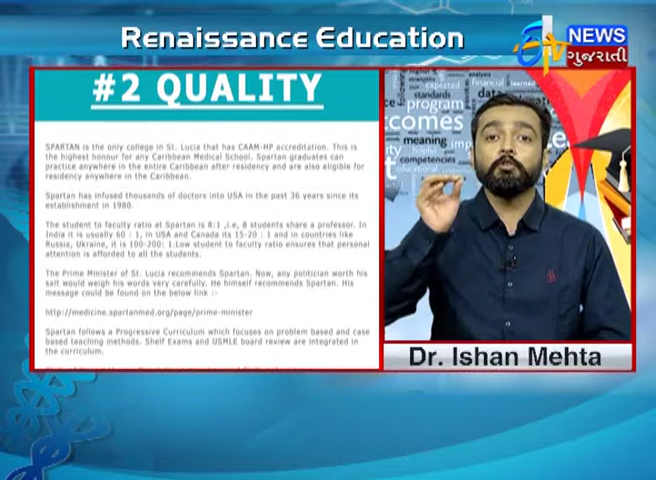 Renaissance Education
ETV NEWS
ગુજરાતી
#2 QUALITY
SPARTAN is the only college in St. Lucia that has CAAM-HP accreditation. This is
the highest honour for any Caribbean Medical School. Spartan graduates can
practice anywhere in the entire Caribbean after residency and are also eligible for
residency anywhere in the Caribbean.
Spartan has infused thousands of doctors into USA in the past 36 years since its
establishment in 1980.
The student to faculty ratio at Spartan is 8:1 ,i.e, 8 students share a professor. In
India it is usually 60 : 1, in USA and Canada its 15-20 : 1 and in countries like
Russia, Ukraine, it is 100-200: 1.Low student to faculty ratio ensures that personal
attention is afforded to all the students.
The Prime Minister of St. Lucia recommends Spartan. Now, any politician worth his
salt would weigh his words very carefully. He himself recommends Spartan. His
message could be found on the below link :-
http://medicine.spartanmed.org/page/prime-minister
Spartan follows a Progressive Curriculum which focuses on problem based and case
based teaching methods. Shelf Exams and USMLE board review are integrated in
the curriculum.
expected
standards
data
program
comes
meaning
competencies
Dr. Ishan Mehta